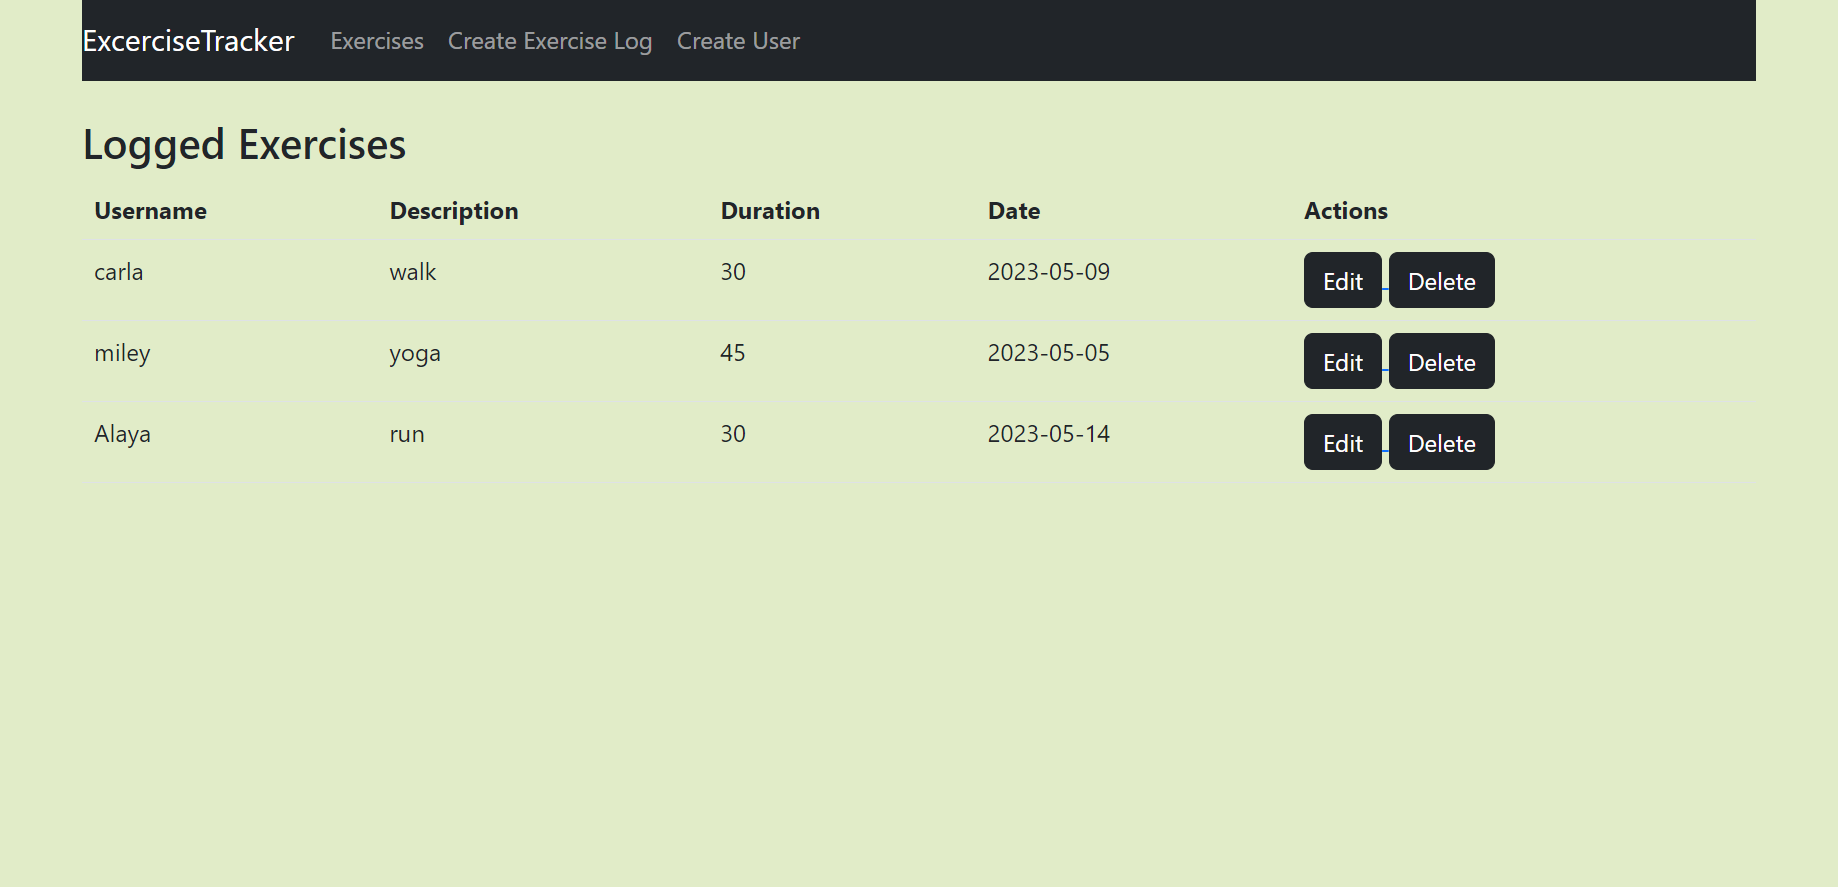 ExcerciseTracker Exercises Create Exercise Log Create User
Logged Exercises
Username Description Duration Date Actions
carla walk 30 2023-05-09 Edit Delete
miley yoga 45 2023-05-05 Edit Delete
Alaya run 30 2023-05-14 Edit Delete